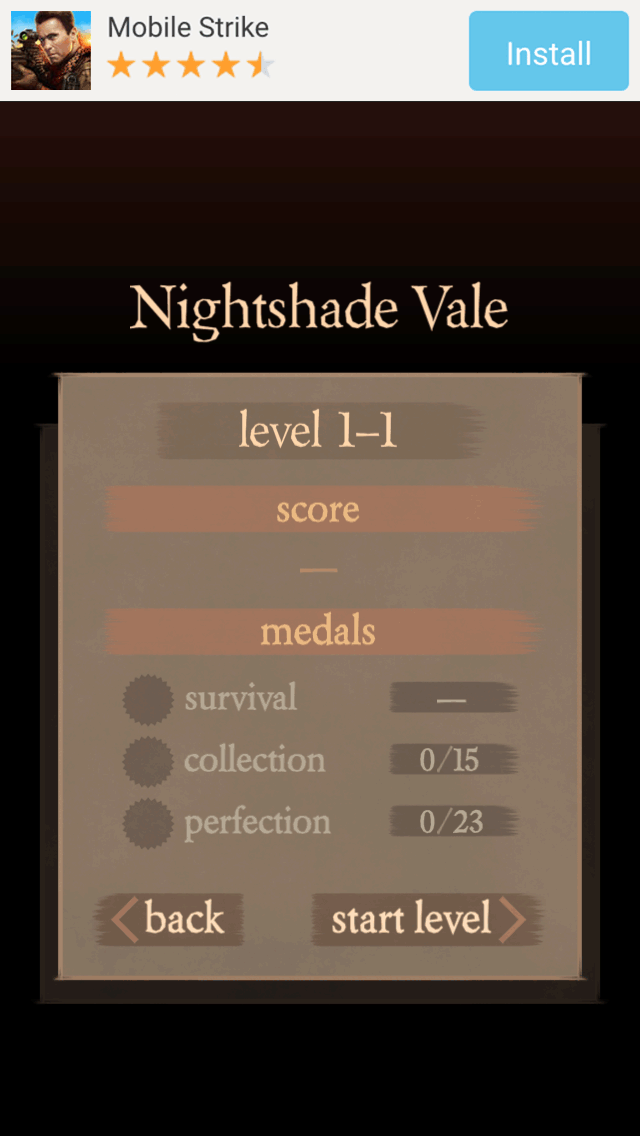 Mobile Strike
Install
Nightshade Vale
level 1–1
score
—
medals
survival —
collection 0/15
perfection 0/23
back start level